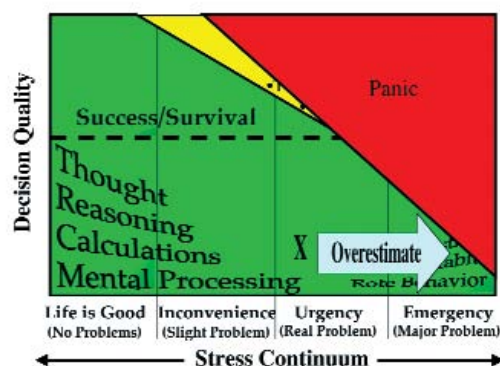 Decision Quality
Panic
Success/Survival
Thought
Reasoning
Calculations
Mental Processing
X
Overestimate
Rote Behavior
Life is Good
(No Problems)
Inconvenience
(Slight Problem)
Urgency
(Real Problem)
Emergency
(Major Problem)
Stress Continuum